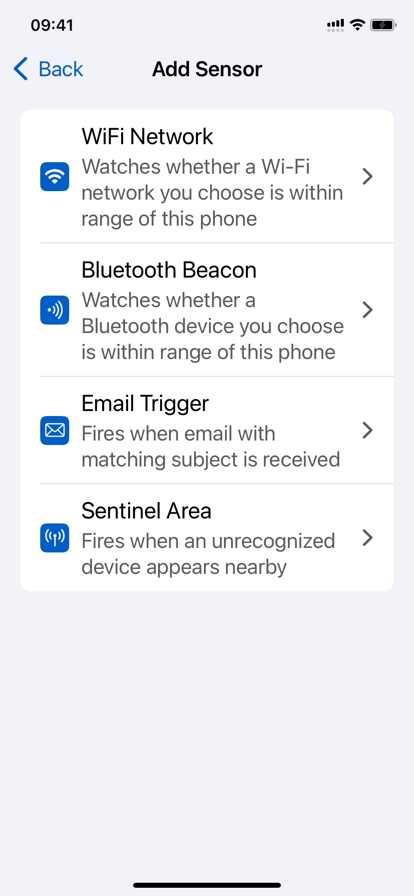 09:41
Back
Add Sensor
WiFi Network
Watches whether a Wi-Fi
network you choose is within
range of this phone
Bluetooth Beacon
Watches whether a
Bluetooth device you choose
is within range of this phone
Email Trigger
Fires when email with
matching subject is received
Sentinel Area
Fires when an unrecognized
device appears nearby